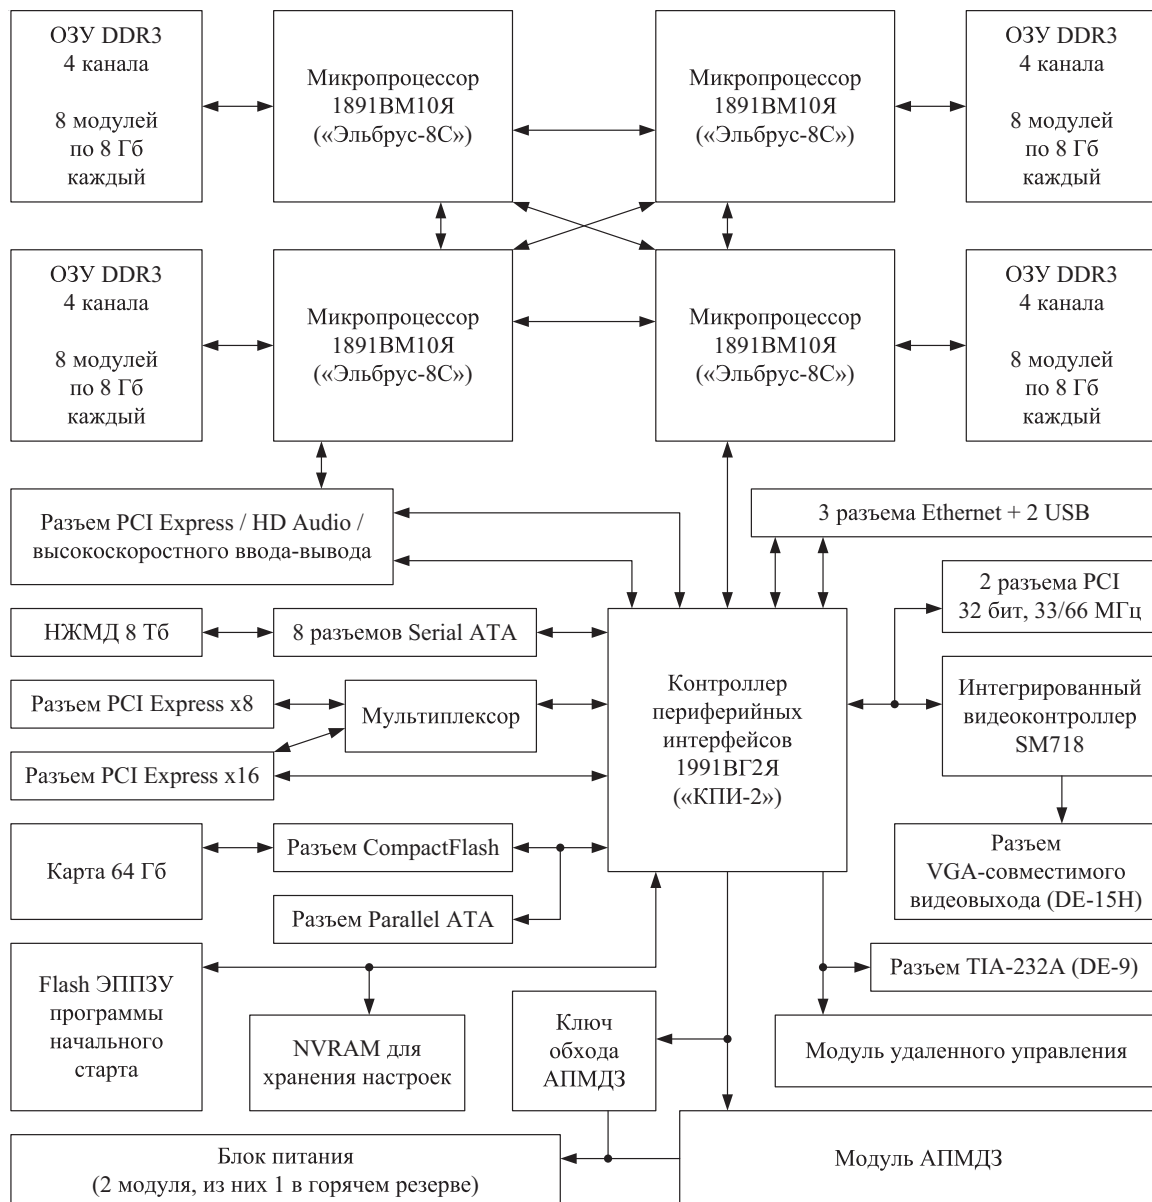 ОЗУ DDR3
4 канала
8 модулей
по 8 Гб
каждый
Микропроцессор
1891ВМ10Я
(«Эльбрус-8С»)
Микропроцессор
1891ВМ10Я
(«Эльбрус-8С»)
ОЗУ DDR3
4 канала
8 модулей
по 8 Гб
каждый
ОЗУ DDR3
4 канала
8 модулей
по 8 Гб
каждый
Микропроцессор
1891ВМ10Я
(«Эльбрус-8С»)
Микропроцессор
1891ВМ10Я
(«Эльбрус-8С»)
ОЗУ DDR3
4 канала
8 модулей
по 8 Гб
каждый
Разъем PCI Express / HD Audio /
высокоскоростного ввода-вывода
3 разъема Ethernet + 2 USB
2 разъема PCI
32 бит, 33/66 МГц
НЖМД 8 Тб
8 разъемов Serial ATA
Разъем PCI Express x8
Мультиплексор
Разъем PCI Express x16
Контроллер
периферийных
интерфейсов
1991ВГ2Я
(«КПИ-2»)
Интегрированный
видеоконтроллер
SM718
Карта 64 Гб
Разъем CompactFlash
Разъем Parallel ATA
Разъем
VGA-совместимого
видеовыхода (DE-15H)
Flash ЭППЗУ
программы
начального
старта
NVRAM для
хранения настроек
Ключ
обхода
АПМДЗ
Разъем TIA-232A (DE-9)
Модуль удаленного управления
Блок питания
(2 модуля, из них 1 в горячем резерве)
Модуль АПМДЗ